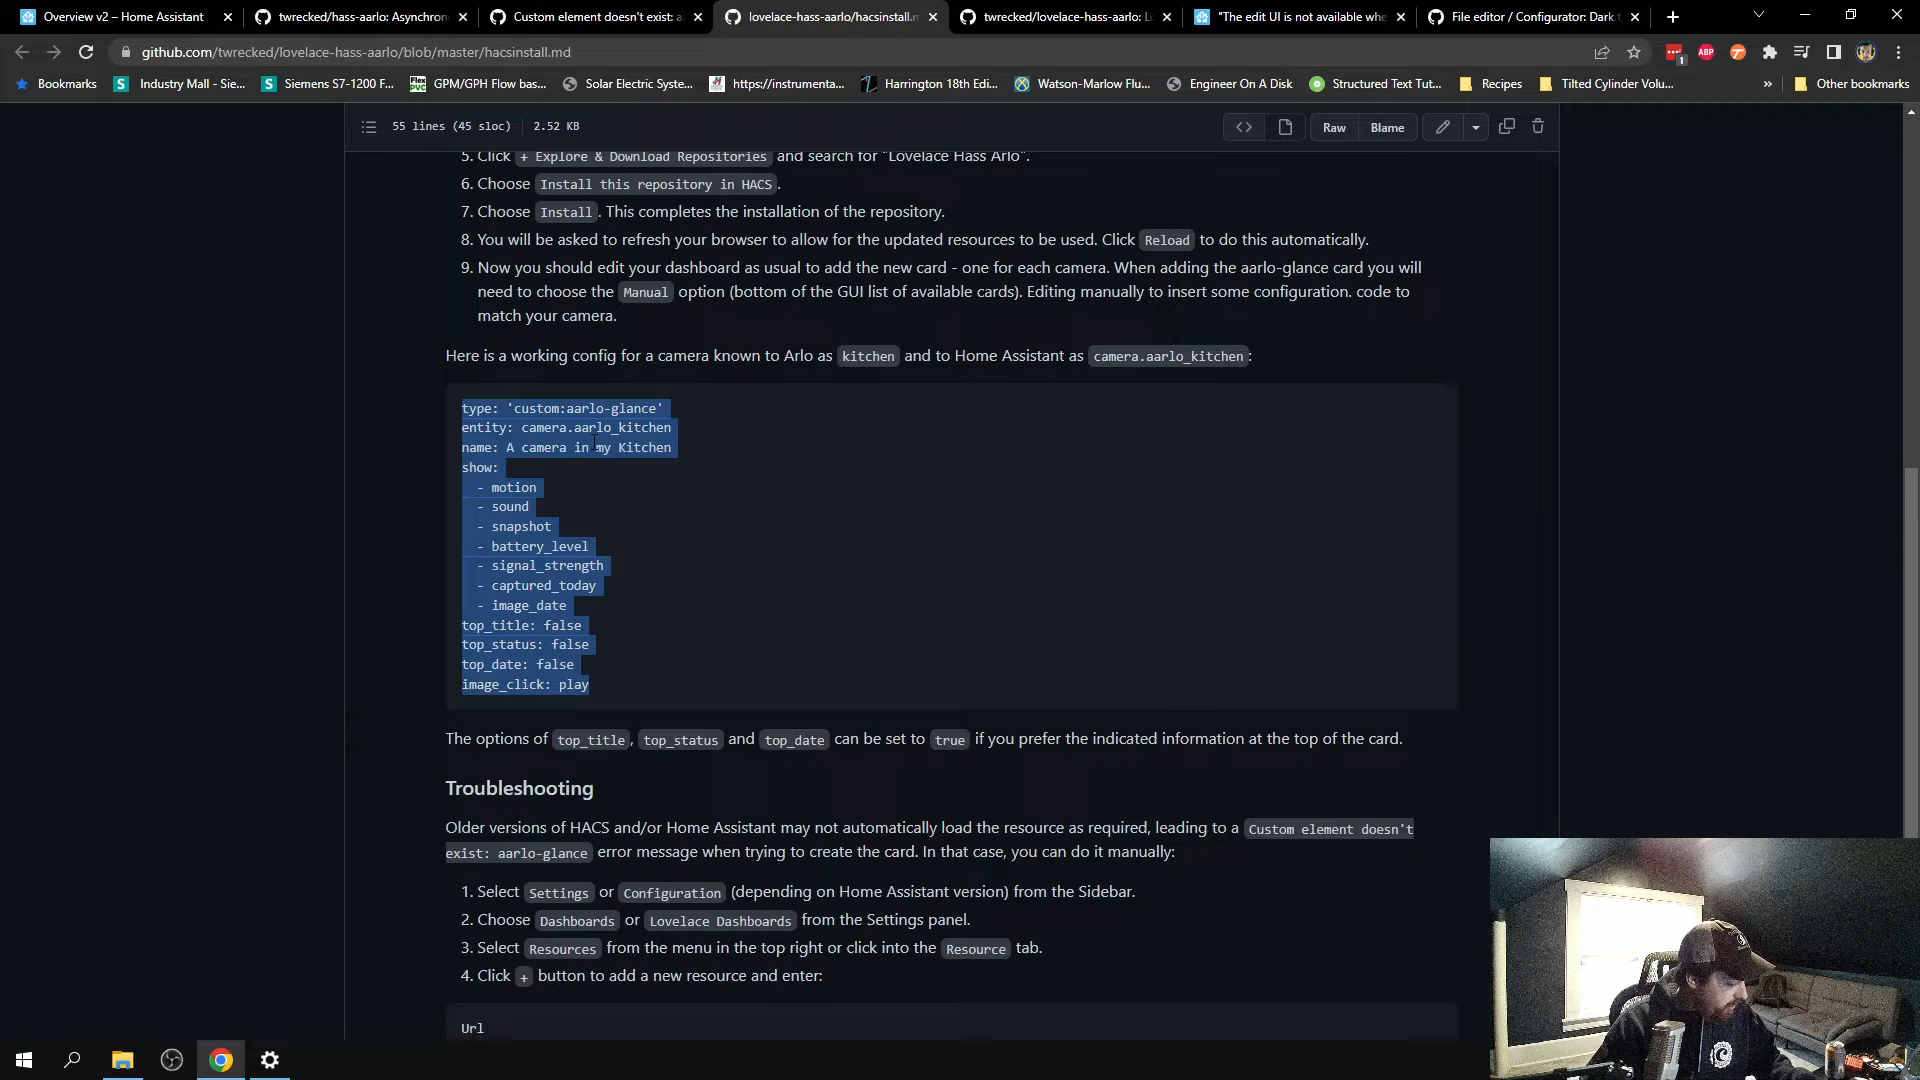 Overview v2 – Home Assistant
twrecked/hass-aarlo: Asynchron
Custom element doesn't exist: a
lovelace-hass-aarlo/hacsinstall.m
twrecked/lovelace-hass-aarlo: L
"The edit UI is not available whe
File editor / Configurator: Dark t
github.com/twrecked/lovelace-hass-aarlo/blob/master/hacsinstall.md
Bookmarks
Industry Mall - Sie...
Siemens S7-1200 F...
GPM/GPH Flow bas...
Solar Electric Syste...
https://instrumenta...
Harrington 18th Edi...
Watson-Marlow Flu...
Engineer On A Disk
Structured Text Tut...
Recipes
Tilted Cylinder Volu...
»
Other bookmarks
55 lines (45 sloc) 2.52 KB
Raw
Blame
5. Click + Explore & Download Repositories and search for "Lovelace Hass Arlo".
6. Choose Install this repository in HACS.
7. Choose Install. This completes the installation of the repository.
8. You will be asked to refresh your browser to allow for the updated resources to be used. Click Reload to do this automatically.
9. Now you should edit your dashboard as usual to add the new card - one for each camera. When adding the aarlo-glance card you will
need to choose the Manual option (bottom of the GUI list of available cards). Editing manually to insert some configuration. code to
match your camera.
Here is a working config for a camera known to Arlo as kitchen and to Home Assistant as camera.aarlo_kitchen:
type: 'custom:aarlo-glance'
entity: camera.aarlo_kitchen
name: A camera in my Kitchen
show:
- motion
- sound
- snapshot
- battery_level
- signal_strength
- captured_today
- image_date
top_title: false
top_status: false
top_date: false
image_click: play
The options of top_title, top_status and top_date can be set to true if you prefer the indicated information at the top of the card.
Troubleshooting
Older versions of HACS and/or Home Assistant may not automatically load the resource as required, leading to a Custom element doesn't
exist: aarlo-glance error message when trying to create the card. In that case, you can do it manually:
1. Select Settings or Configuration (depending on Home Assistant version) from the Sidebar.
2. Choose Dashboards or Lovelace Dashboards from the Settings panel.
3. Select Resources from the menu in the top right or click into the Resource tab.
4. Click + button to add a new resource and enter:
Url